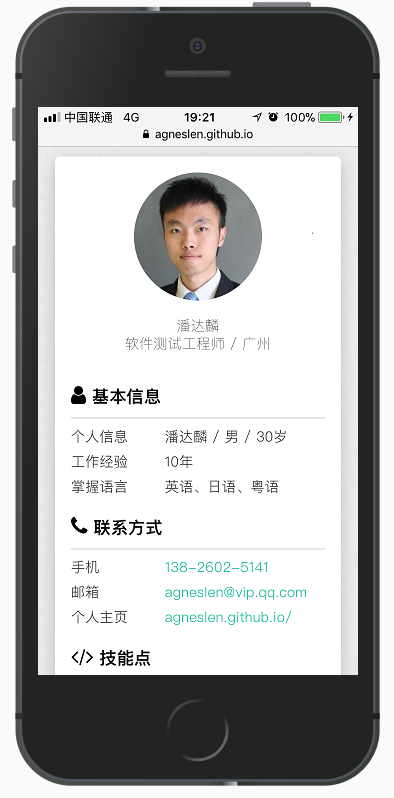 中国联通 4G 19:21 100%
agneslen.github.io
潘达麟
软件测试工程师 / 广州
基本信息
个人信息 潘达麟 / 男 / 30岁
工作经验 10年
掌握语言 英语、日语、粤语
联系方式
手机 138-2602-5141
邮箱 agneslen@vip.qq.com
个人主页 agneslen.github.io/
</> 技能点